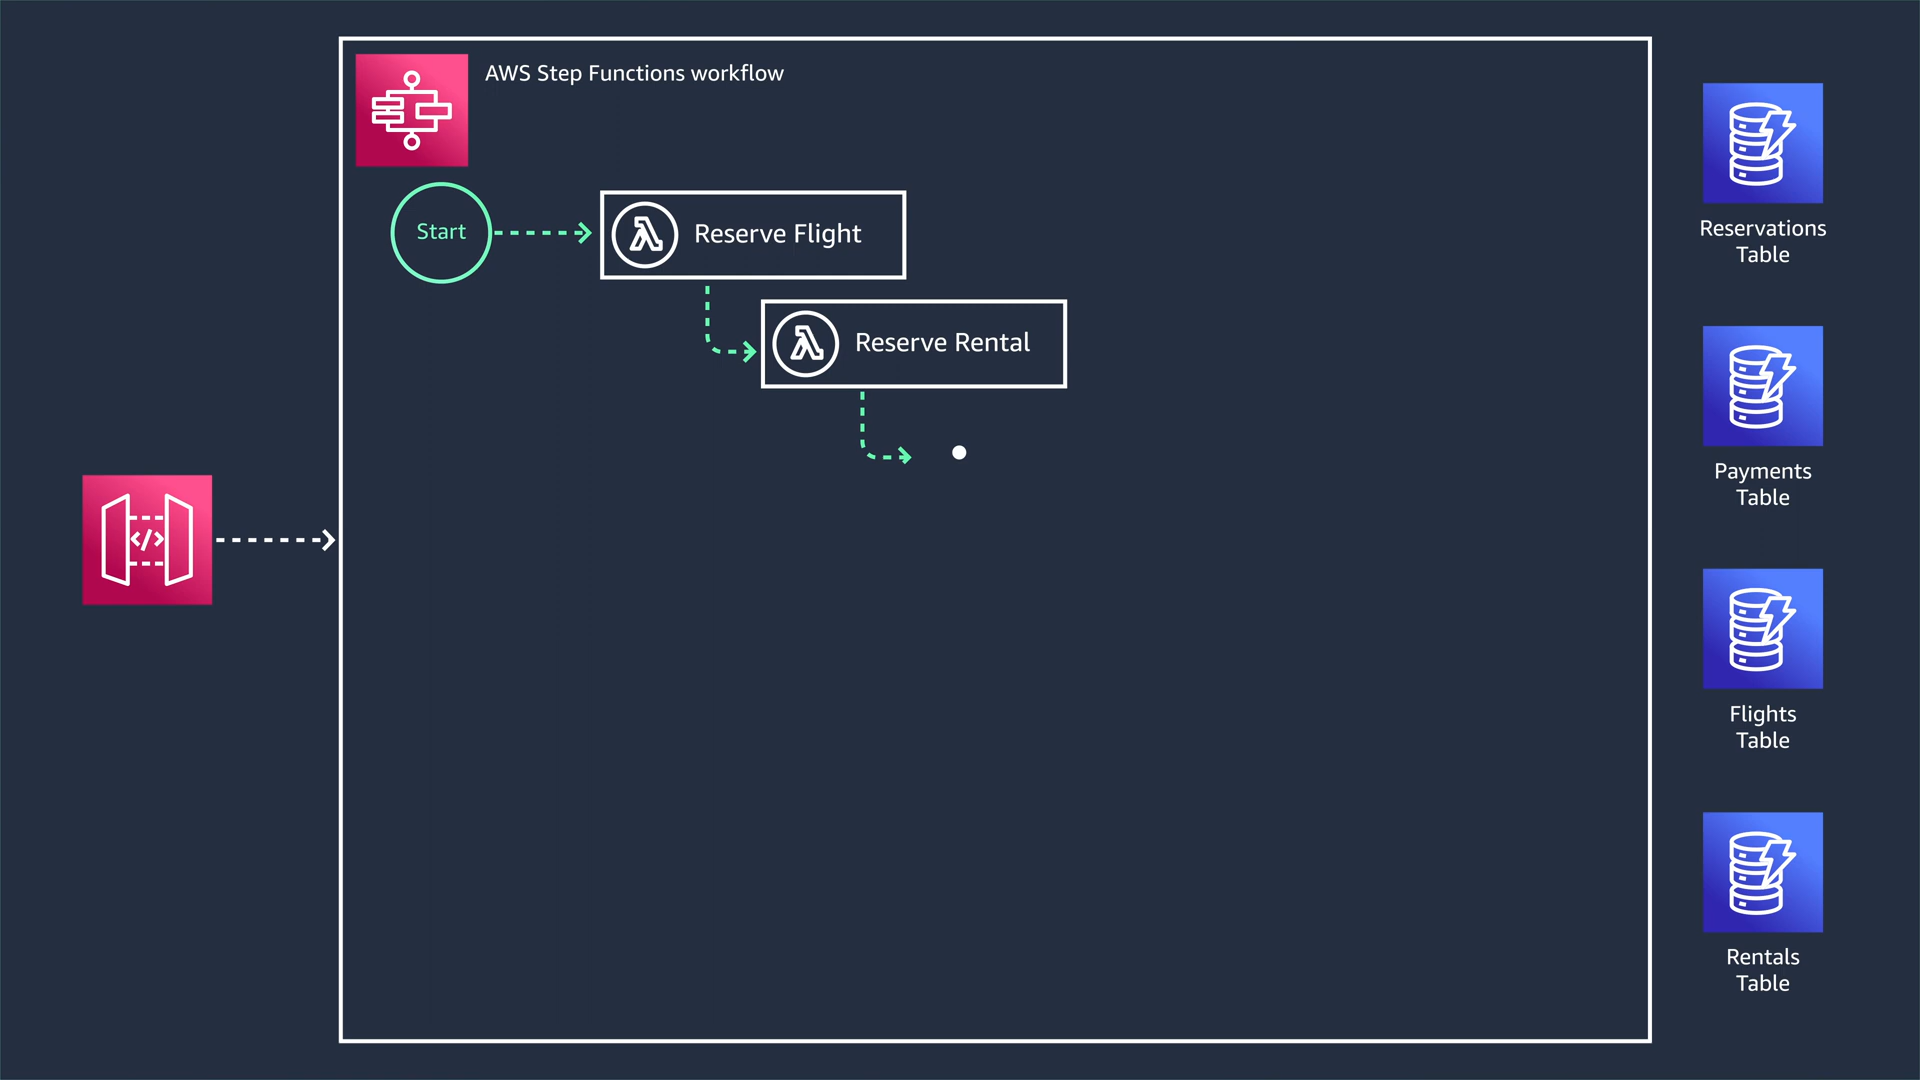 AWS Step Functions workflow
Start
Reserve Flight
Reserve Rental
</>
Reservations
Table
Payments
Table
Flights
Table
Rentals
Table